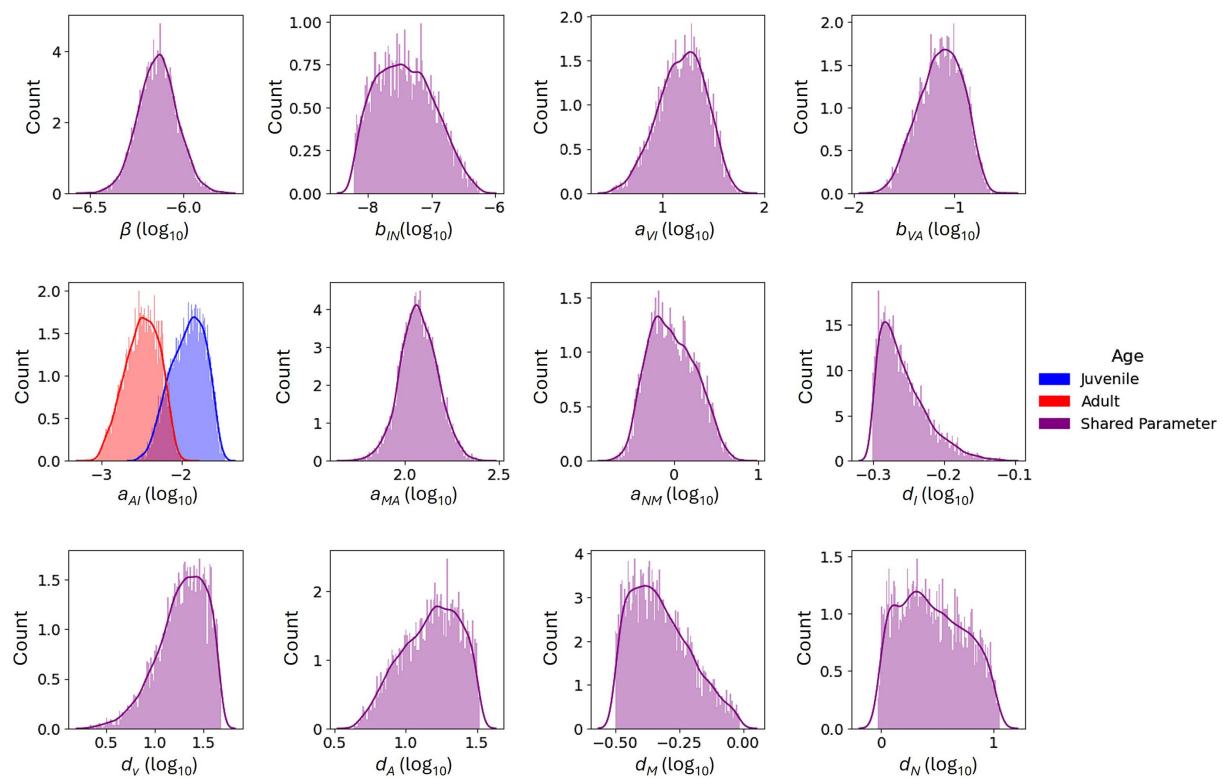 4
2
0
Count
−6.5 −6.0
β (log10)
1.00
0.75
0.50
0.25
0.00
Count
−8 −7 −6
bIN(log10)
2.0
1.5
1.0
0.5
0.0
Count
1 2
aVI (log10)
2.0
1.5
1.0
0.5
0.0
Count
−2 −1
bVA (log10)
2.0
1.5
1.0
0.5
0.0
Count
−3 −2
aAI (log10)
4
3
2
1
0
Count
2.0 2.5
aMA (log10)
1.5
1.0
0.5
0.0
Count
0 1
aNM (log10)
15
10
5
0
Count
−0.3 −0.2 −0.1
dI (log10)
Age
Juvenile
Adult
Shared Parameter
1.5
1.0
0.5
0.0
Count
0.5 1.0 1.5
dv (log10)
2
1
0
Count
0.5 1.0 1.5
dA (log10)
4
3
2
1
0
Count
−0.50 −0.25 0.00
dM (log10)
1.5
1.0
0.5
0.0
Count
0 1
dN (log10)